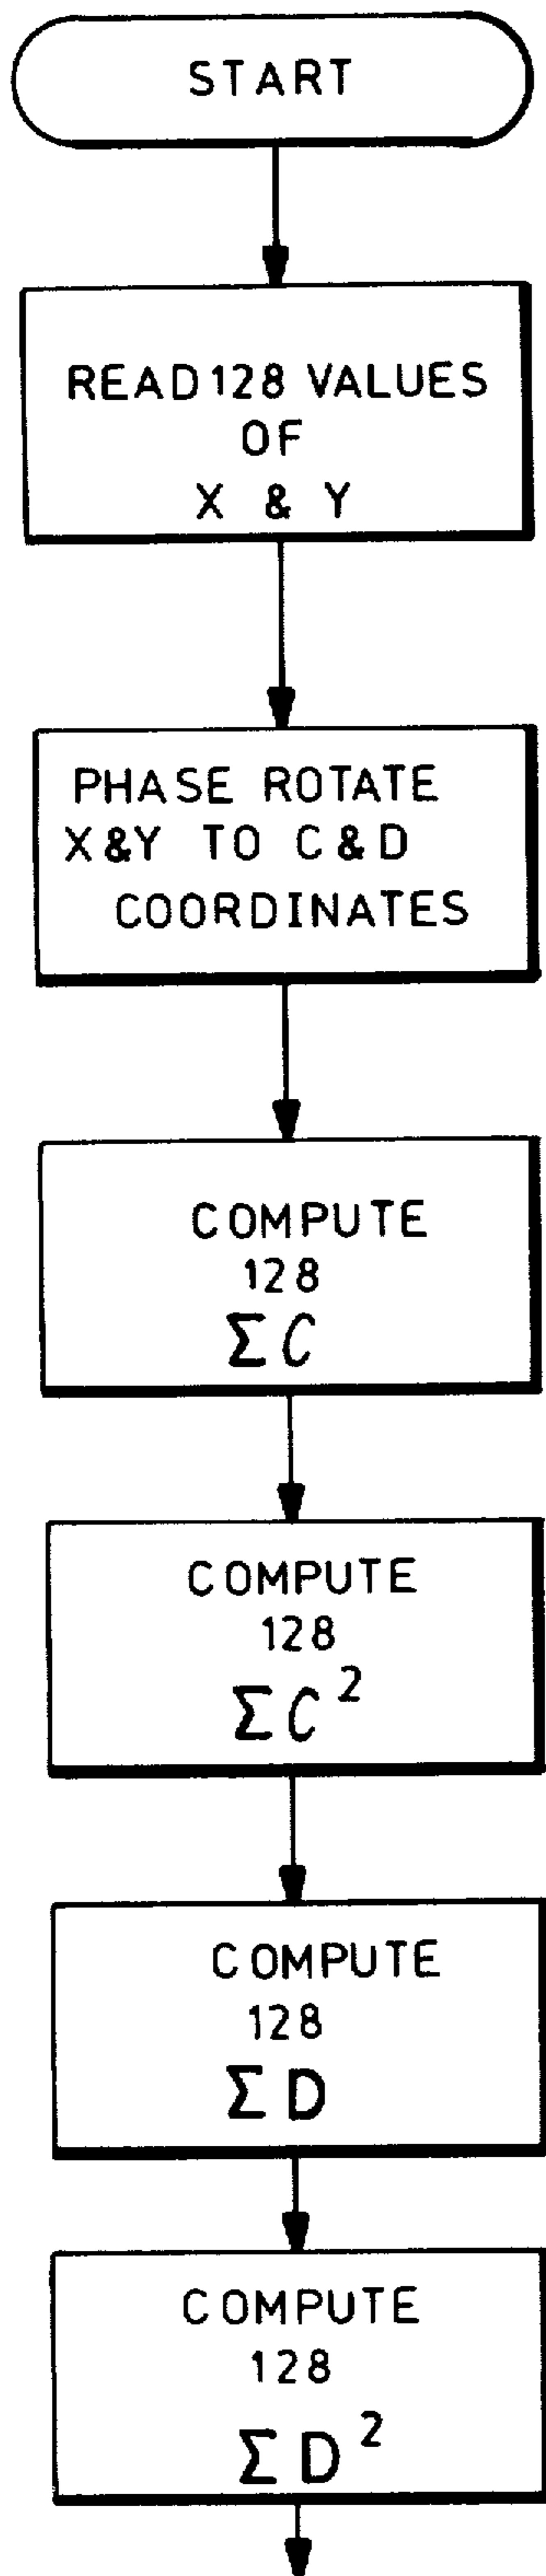 START
READ 128 VALUES
OF
X & Y
PHASE ROTATE
X&Y TO C&D
COORDINATES
COMPUTE
128
ΣC
COMPUTE
128
ΣC²
COMPUTE
128
ΣD
COMPUTE
128
ΣD²